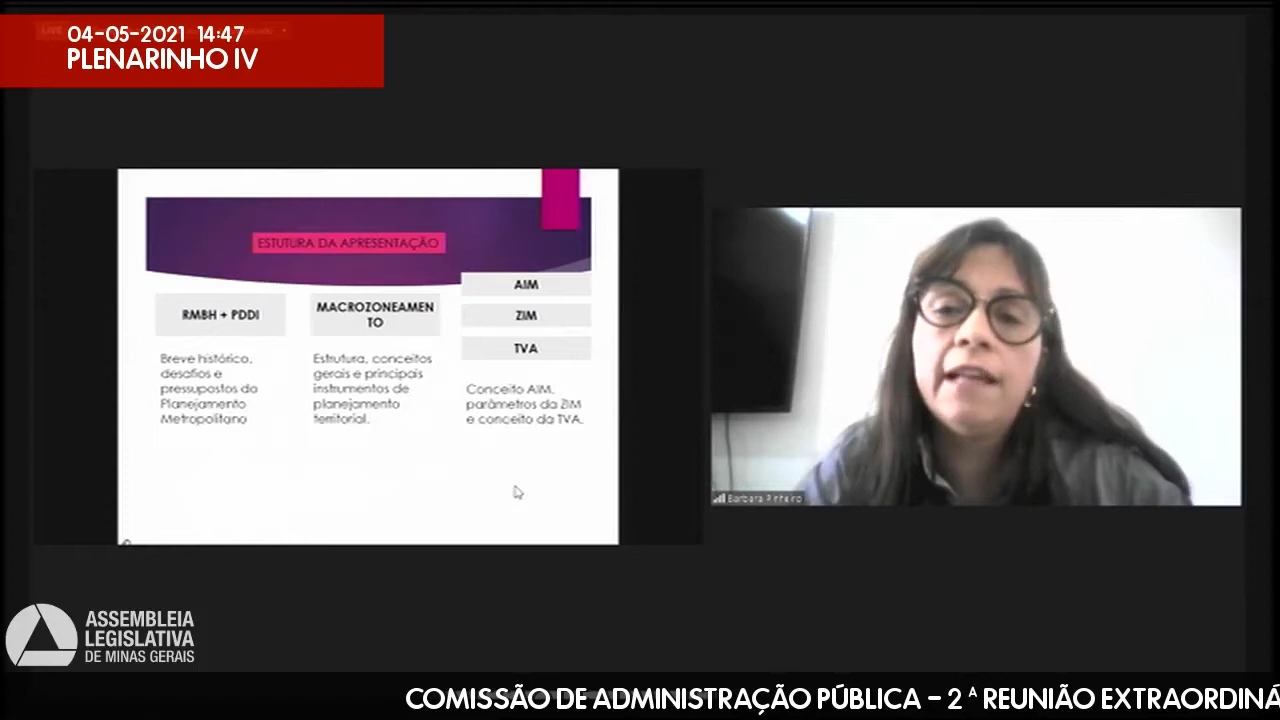 04-05-2021 14:47
PLENARINHO IV
ESTUTURA DA APRESENTAÇÃO
RMBH + PDDI
Breve histórico,
desafios e
pressupostos do
Planejamento
Metropolitano
MACROZONEAMEN
TO
Estrutura, conceitos
gerais e principais
instrumentos de
planejamento
territorial.
AIM
ZIM
TVA
Conceito AIM,
parâmetros da ZIM
e conceito da TVA.
Barbara Pinheiro
ASSEMBLEIA
LEGISLATIVA
DE MINAS GERAIS
COMISSÃO DE ADMINISTRAÇÃO PÚBLICA - 2 ª REUNIÃO EXTRAORDINÁ